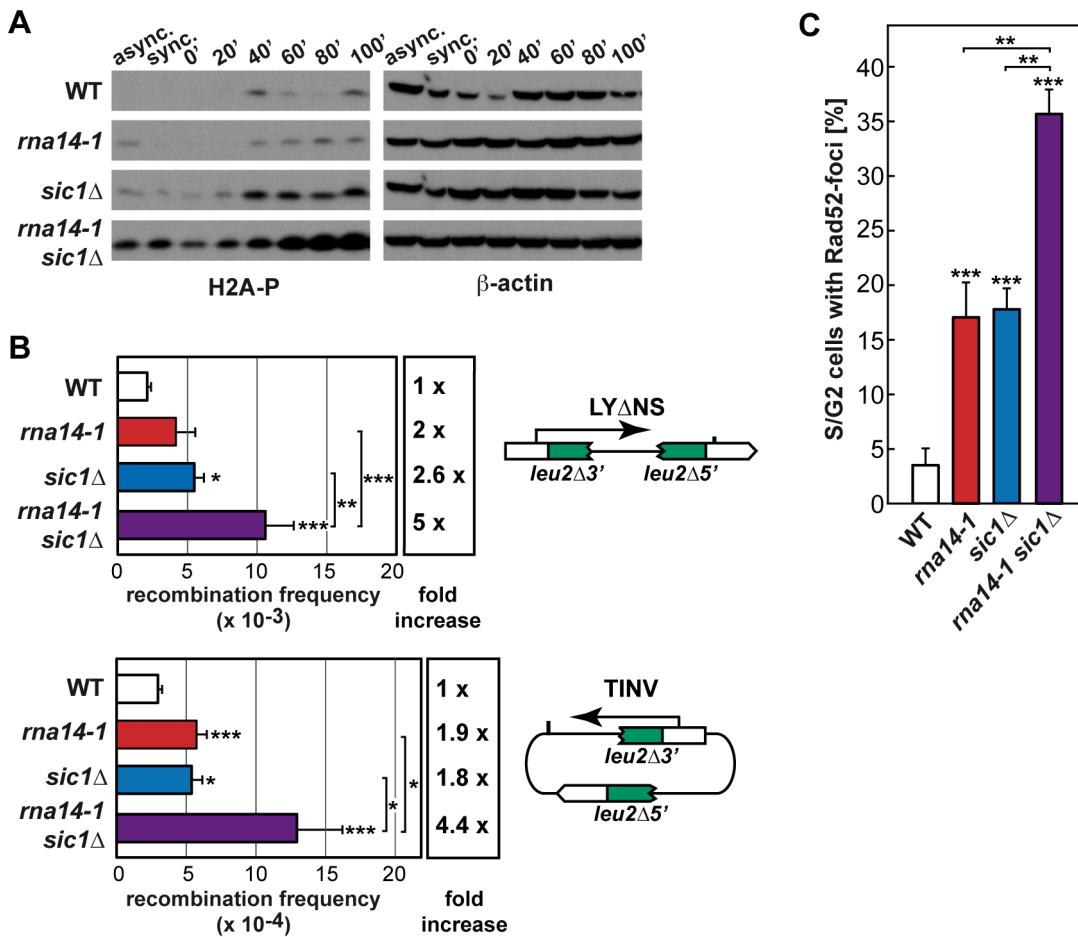 A
async. sync. 0' 20' 40' 60' 80' 100' async. sync. 0' 20' 40' 60' 80' 100'
WT
rna14-1
sic1Δ
rna14-1
sic1Δ
H2A-P β-actin
B
WT 1 x
rna14-1 2 x
sic1Δ * 2.6 x
rna14-1
sic1Δ *** ** *** 5 x
0 5 10 15 20
recombination frequency
(x 10-3)
fold
increase
LYΔNS
leu2Δ3' leu2Δ5'
WT 1 x
rna14-1 *** 1.9 x
sic1Δ * 1.8 x
rna14-1
sic1Δ *** * * 4.4 x
0 5 10 15 20
recombination frequency
(x 10-4)
fold
increase
TINV
leu2Δ3'
leu2Δ5'
C
S/G2 cells with Rad52-foci [%]
40
35
30
25
20
15
10
5
0
**
**
***
*** ***
WT rna14-1 sic1Δ rna14-1 sic1Δ